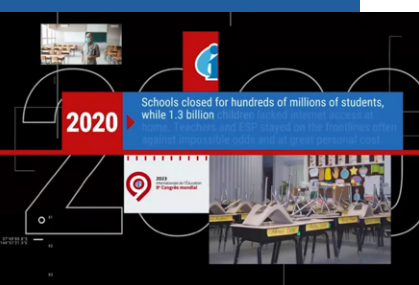 2020
Schools closed for hundreds of millions of students,
while 1.3 billion children lacked internet access at
home. Teachers and ESP stayed on the frontlines often
against impossible odds and at great personal cost
2023
Internationale de l'Éducation
9e Congrès mondial